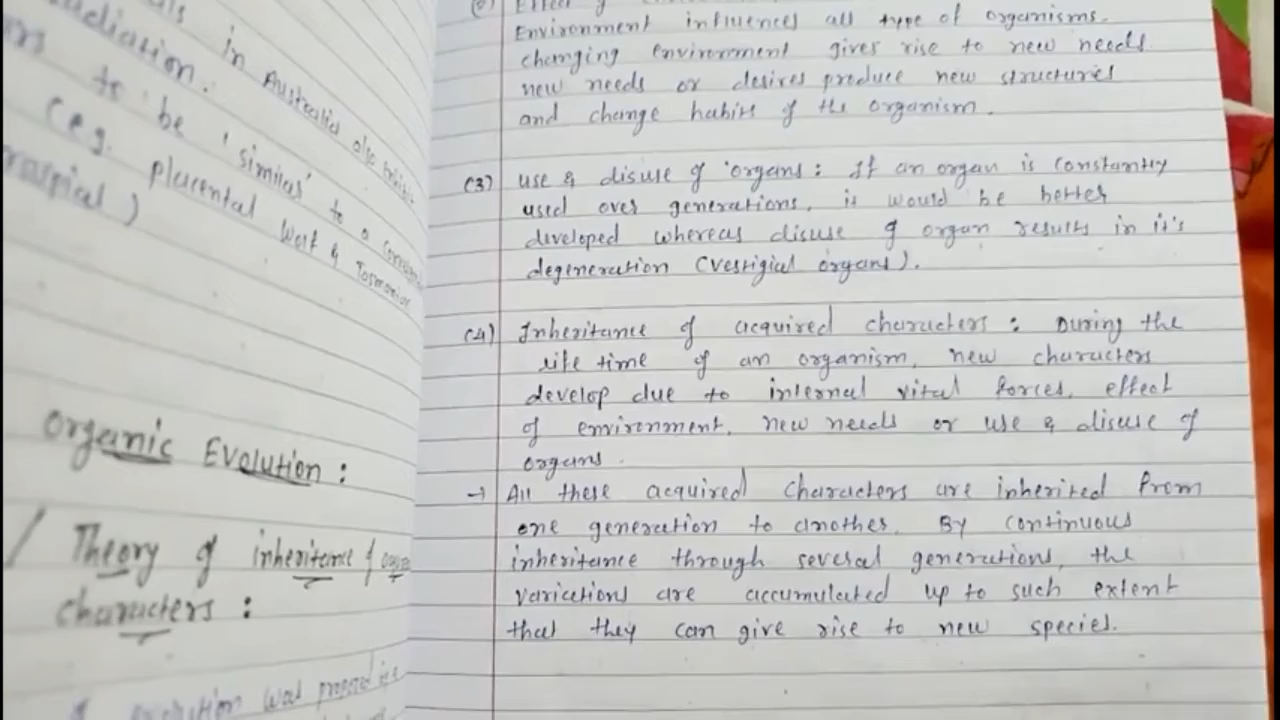 in Australia also
to be 'similar' to a
(eg. placental wolf &
)
Organic Evolution :
Theory of inheritance of
characters :
evolution was
Environment influences all type of organisms.
changing environment gives rise to new needs
new needs or desires produce new structures
and change habits of the organism.
(3) use & disuse of organs : If an organ is constantly
used over generations, it would be better
developed whereas disuse of organ results in it's
degeneration (vestigial organs).
(4) Inheritance of acquired characters : During the
life time of an organism, new characters
develop due to internal vital forces, effect
of environment, new needs or use & disuse of
organs.
→ All these acquired characters are inherited from
one generation to another. By continuous
inheritance through several generations, the
variations are accumulated up to such extent
that they can give rise to new species.